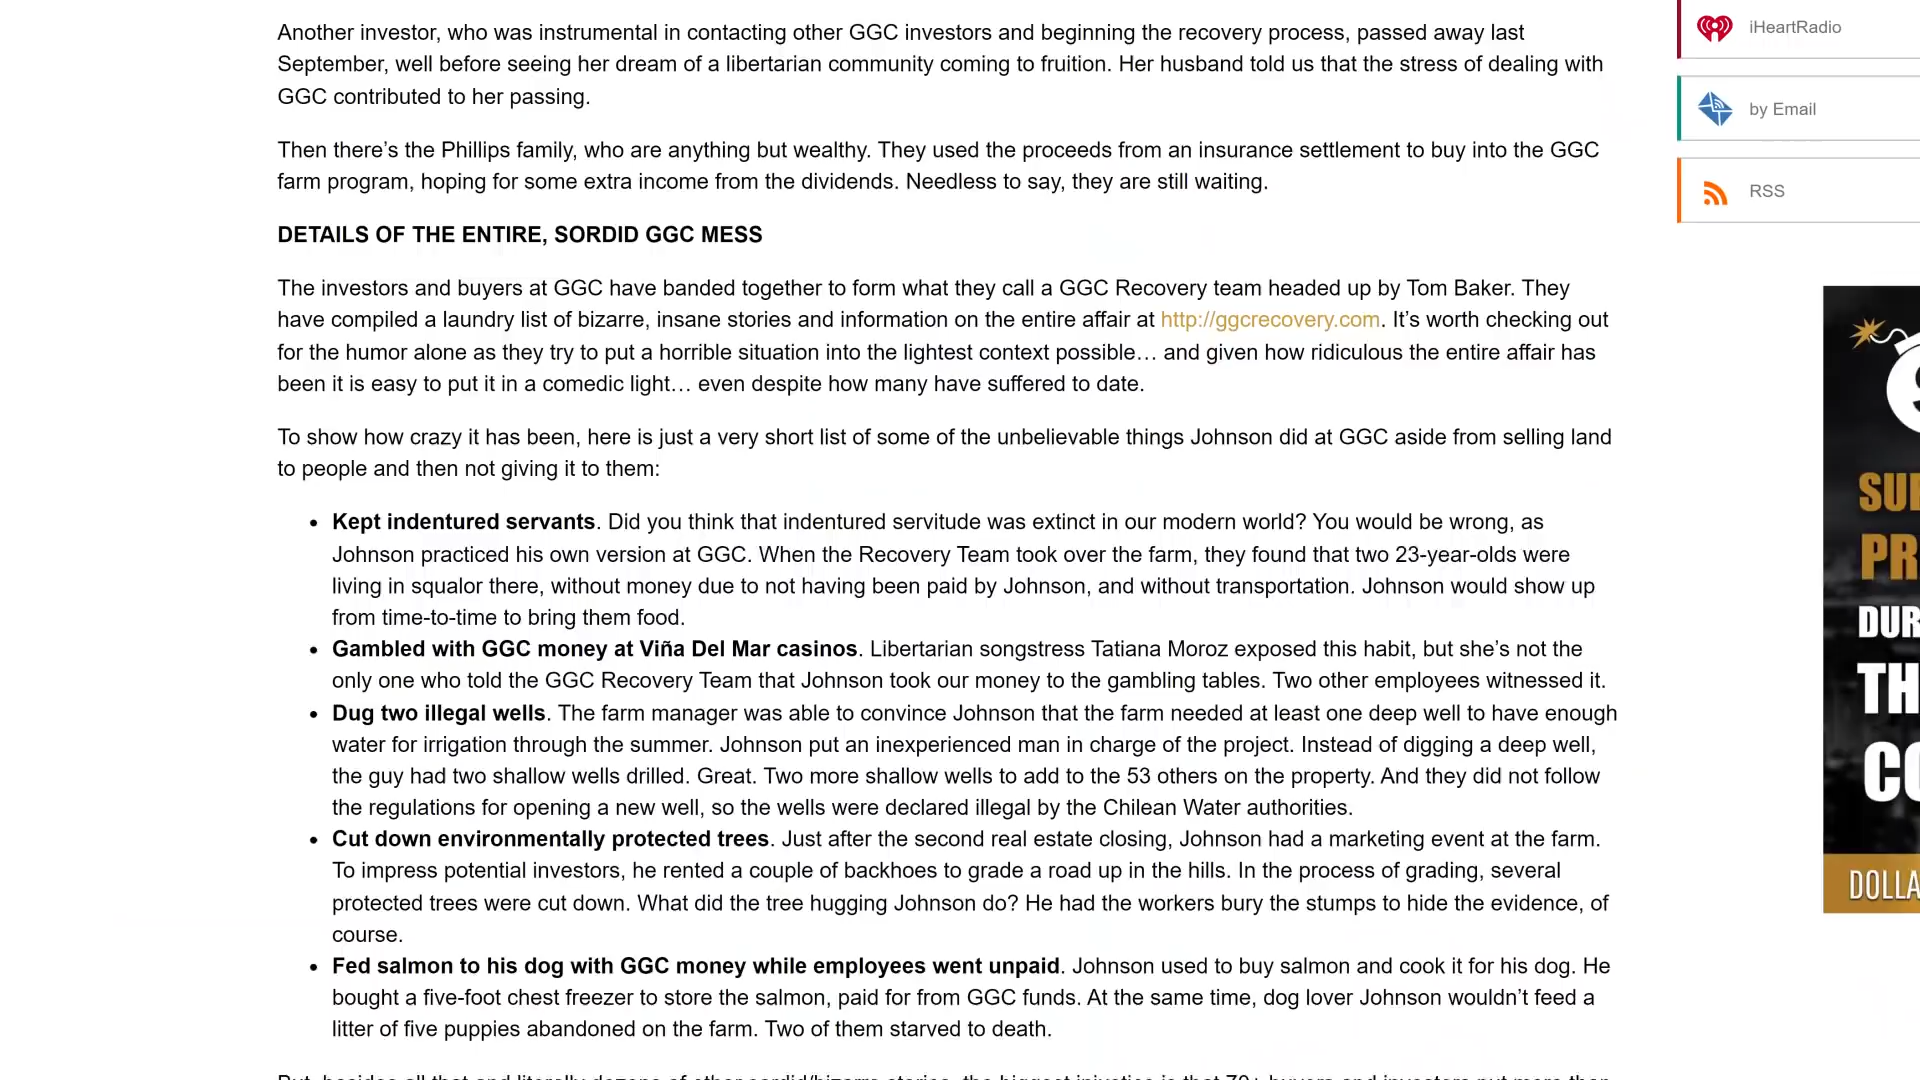 Another investor, who was instrumental in contacting other GGC investors and beginning the recovery process, passed away last
September, well before seeing her dream of a libertarian community coming to fruition. Her husband told us that the stress of dealing with
GGC contributed to her passing.
Then there’s the Phillips family, who are anything but wealthy. They used the proceeds from an insurance settlement to buy into the GGC
farm program, hoping for some extra income from the dividends. Needless to say, they are still waiting.
DETAILS OF THE ENTIRE, SORDID GGC MESS
The investors and buyers at GGC have banded together to form what they call a GGC Recovery team headed up by Tom Baker. They
have compiled a laundry list of bizarre, insane stories and information on the entire affair at http://ggcrecovery.com. It’s worth checking out
for the humor alone as they try to put a horrible situation into the lightest context possible… and given how ridiculous the entire affair has
been it is easy to put it in a comedic light… even despite how many have suffered to date.
To show how crazy it has been, here is just a very short list of some of the unbelievable things Johnson did at GGC aside from selling land
to people and then not giving it to them:
• Kept indentured servants. Did you think that indentured servitude was extinct in our modern world? You would be wrong, as
Johnson practiced his own version at GGC. When the Recovery Team took over the farm, they found that two 23-year-olds were
living in squalor there, without money due to not having been paid by Johnson, and without transportation. Johnson would show up
from time-to-time to bring them food.
• Gambled with GGC money at Viña Del Mar casinos. Libertarian songstress Tatiana Moroz exposed this habit, but she’s not the
only one who told the GGC Recovery Team that Johnson took our money to the gambling tables. Two other employees witnessed it.
• Dug two illegal wells. The farm manager was able to convince Johnson that the farm needed at least one deep well to have enough
water for irrigation through the summer. Johnson put an inexperienced man in charge of the project. Instead of digging a deep well,
the guy had two shallow wells drilled. Great. Two more shallow wells to add to the 53 others on the property. And they did not follow
the regulations for opening a new well, so the wells were declared illegal by the Chilean Water authorities.
• Cut down environmentally protected trees. Just after the second real estate closing, Johnson had a marketing event at the farm.
To impress potential investors, he rented a couple of backhoes to grade a road up in the hills. In the process of grading, several
protected trees were cut down. What did the tree hugging Johnson do? He had the workers bury the stumps to hide the evidence, of
course.
• Fed salmon to his dog with GGC money while employees went unpaid. Johnson used to buy salmon and cook it for his dog. He
bought a five-foot chest freezer to store the salmon, paid for from GGC funds. At the same time, dog lover Johnson wouldn’t feed a
litter of five puppies abandoned on the farm. Two of them starved to death.
iHeartRadio
by Email
RSS
SU
PR
DUR
TH
DOLLA